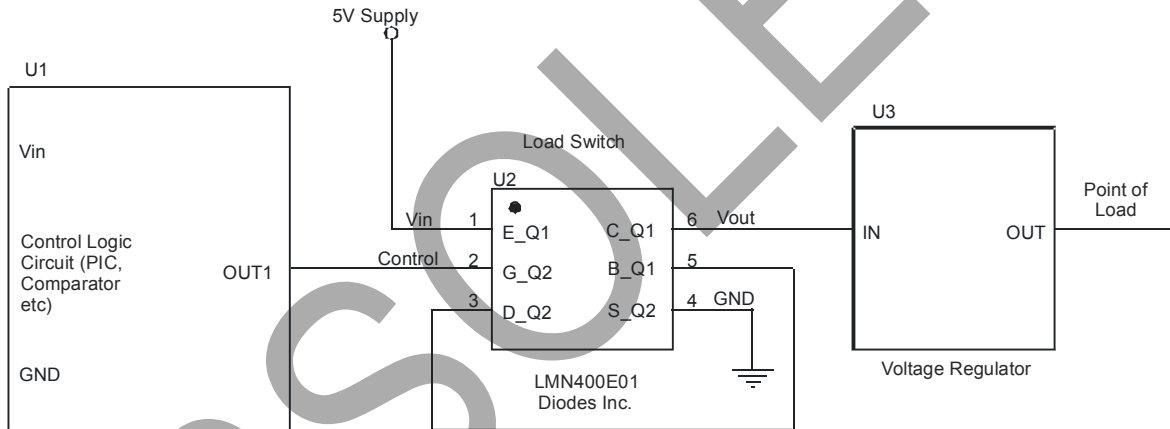 5V Supply
U1
U3
Vin
Load Switch
U2
Point of
Load
Vin
1
E_Q1
C_Q1
6
Vout
IN
OUT
Control Logic
Circuit (PIC,
Comparator
etc)
OUT1
Control
2
G_Q2
B_Q1
5
3
D_Q2
S_Q2
4
GND
GND
LMN400E01
Diodes Inc.
Voltage Regulator
SOLE